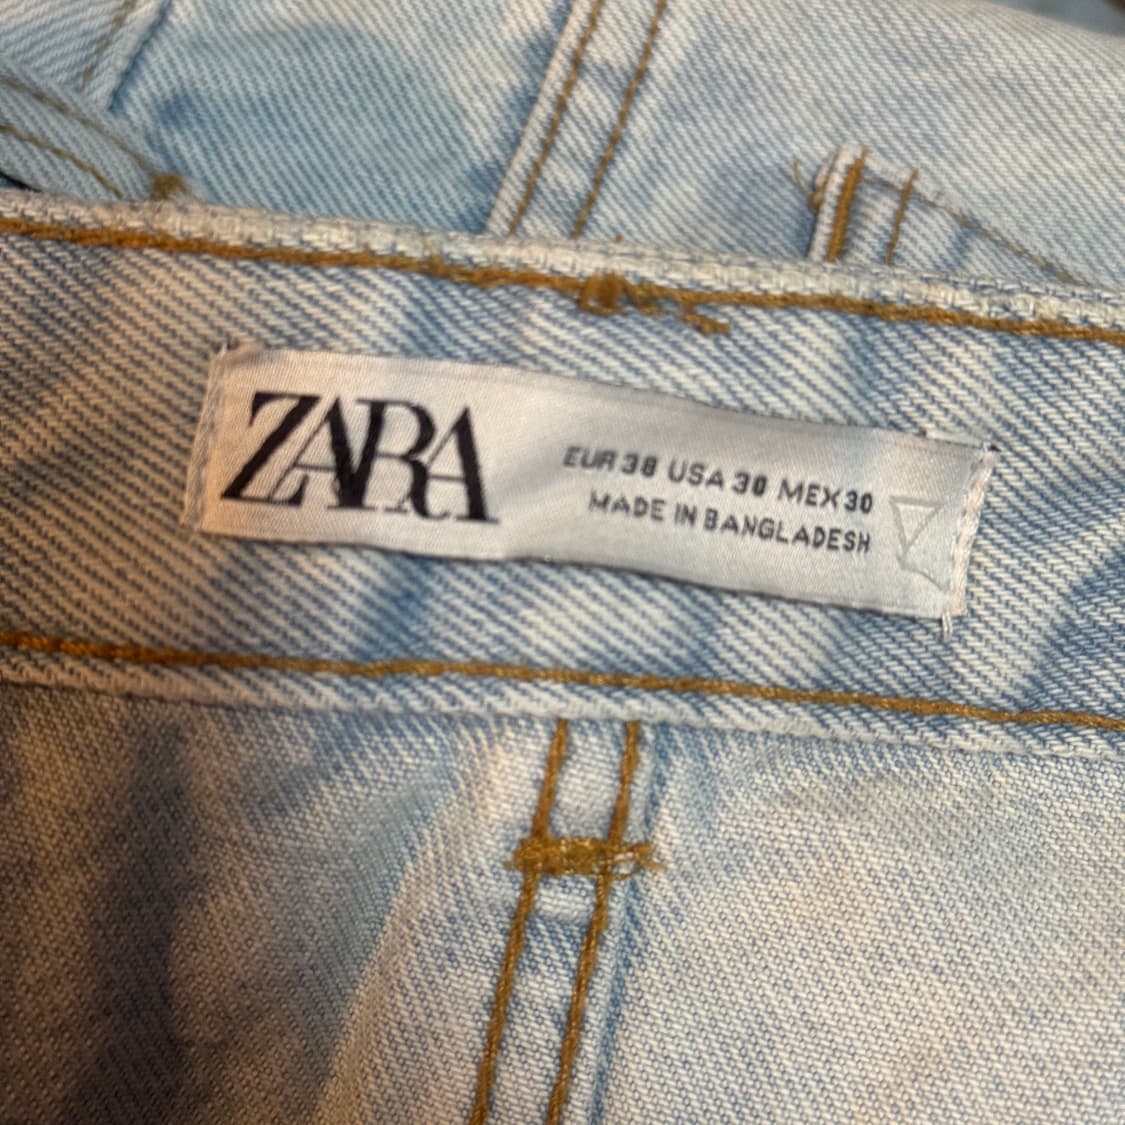 ZARA
EUR 38 USA 30 MEX 30
MADE IN BANGLADESH